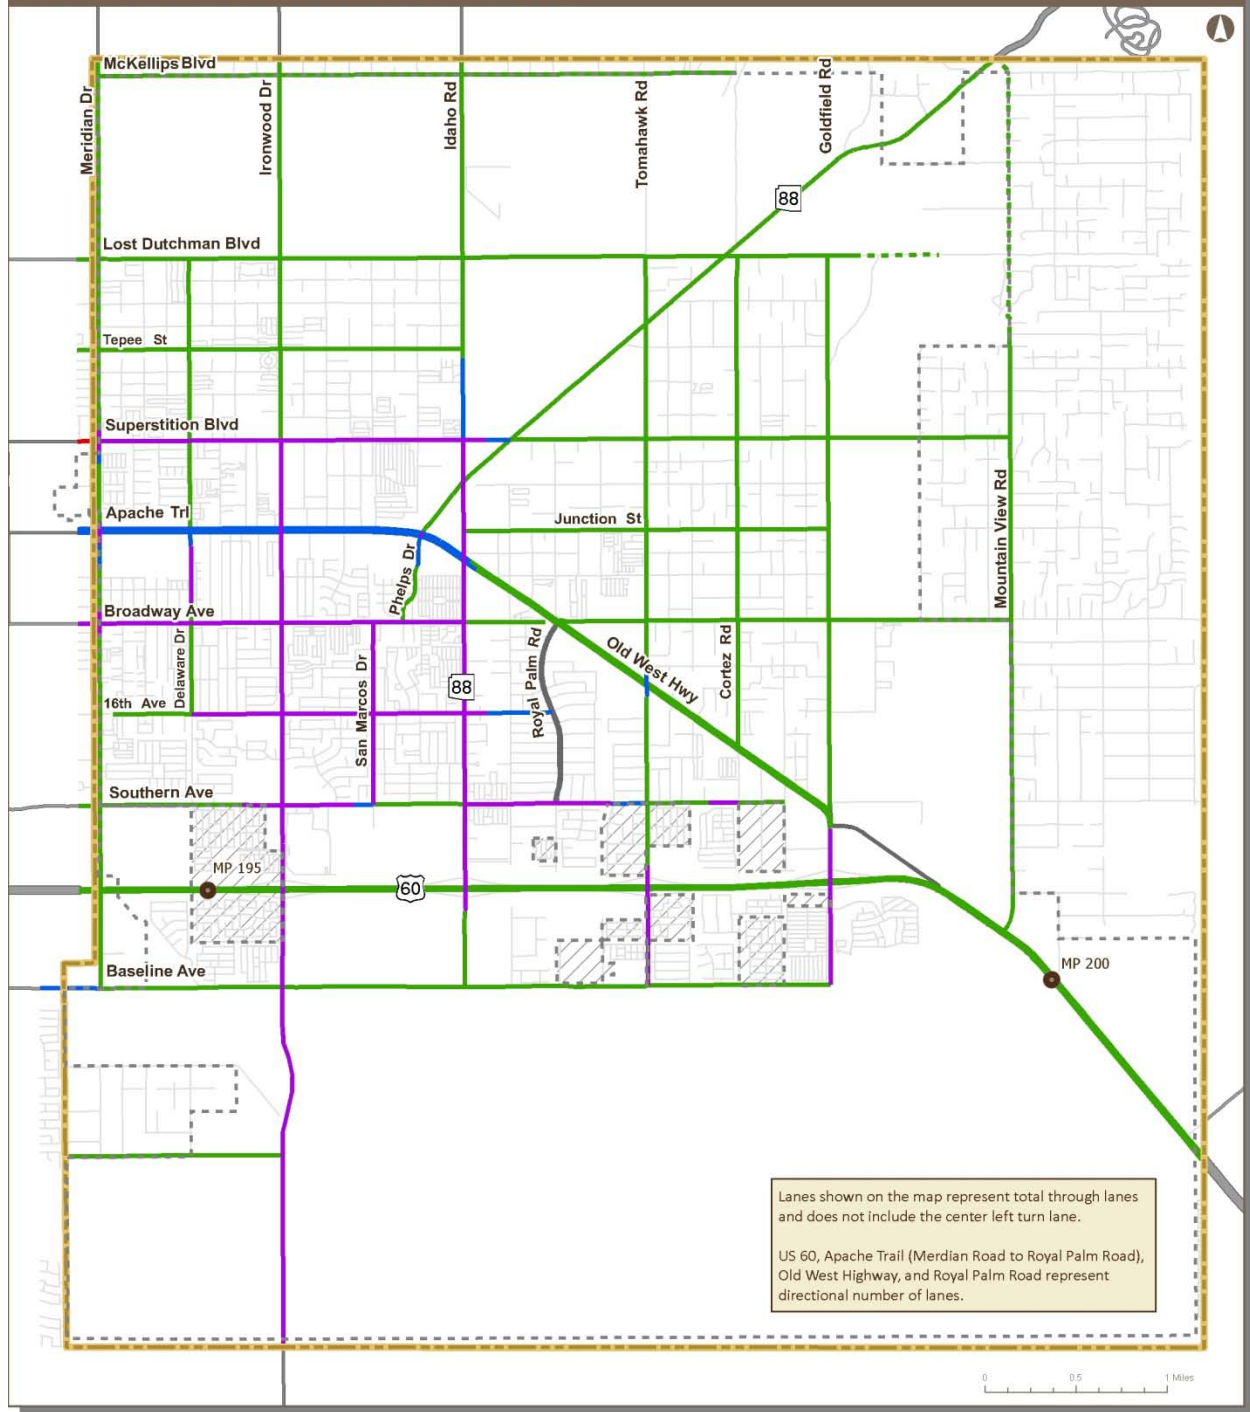 McKellips Blvd
Meridian Dr
Ironwood Dr
Idaho Rd
Tomahawk Rd
Goldfield Rd
88
Lost Dutchman Blvd
Tepee St
Superstition Blvd
Apache Trl
Junction St
Mountain View Rd
Phelps Dr
Broadway Ave
Delaware Dr
San Marcos Dr
88
Royal Palm Rd
Old West Hwy
Cortez Rd
16th Ave
Southern Ave
MP 195
60
Baseline Ave
MP 200
Lanes shown on the map represent total through lanes
and does not include the center left turn lane.
US 60, Apache Trail (Merdian Road to Royal Palm Road),
Old West Highway, and Royal Palm Road represent
directional number of lanes.
0 0.5 1 Miles